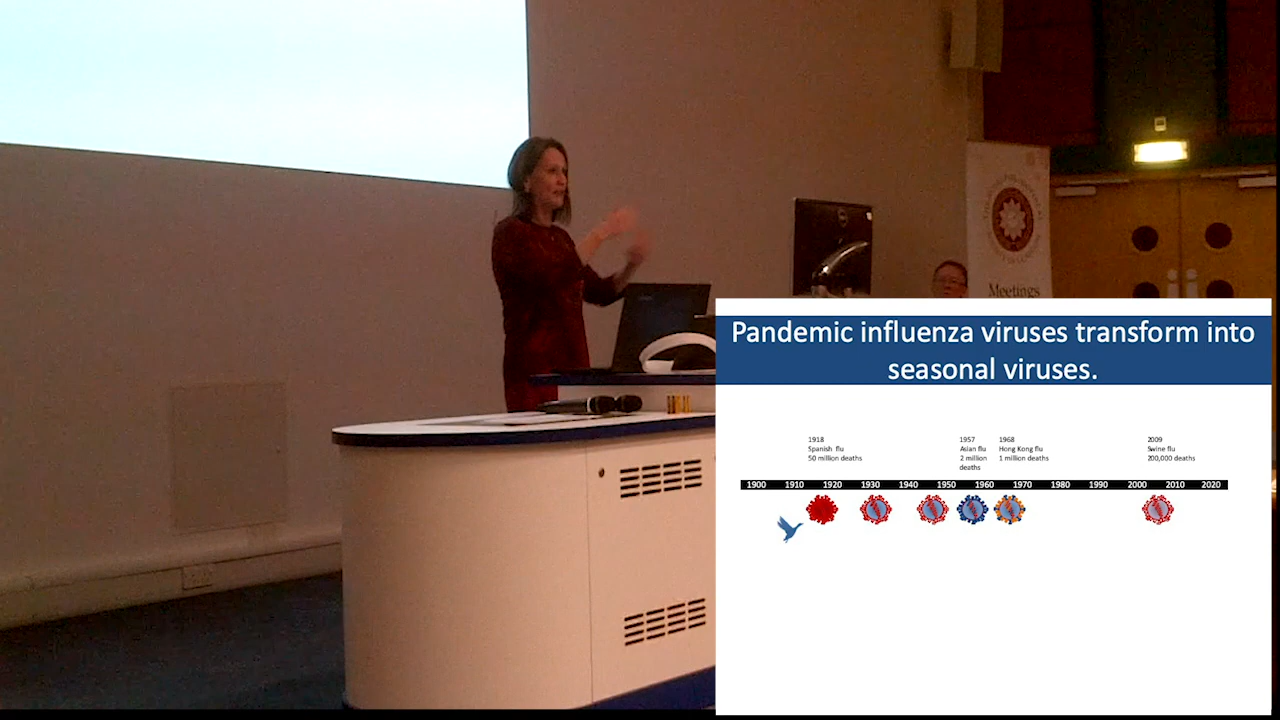 Meetings
Pandemic influenza viruses transform into
seasonal viruses.
1918
Spanish flu
50 million deaths
1957
Asian flu
2 million
deaths
1968
Hong Kong flu
1 million deaths
2009
Swine flu
200,000 deaths
1900 1910 1920 1930 1940 1950 1960 1970 1980 1990 2000 2010 2020